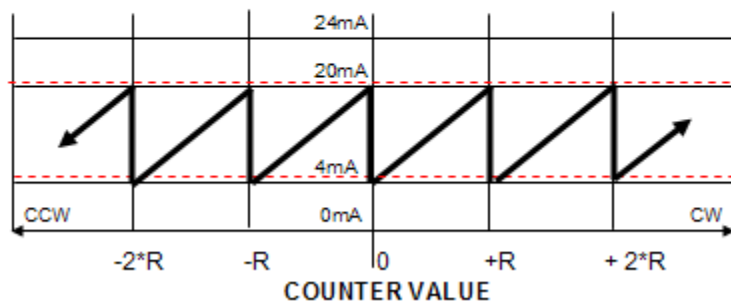 24mA
20mA
4mA
CCW 0mA CW
-2*R -R 0 +R + 2*R
COUNTER VALUE